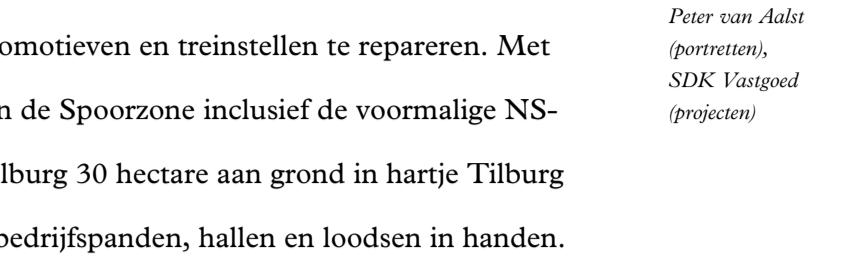 omotieven en treinstellen te repareren. Met
n de Spoorzone inclusief de voormalige NS-
lburg 30 hectare aan grond in hartje Tilburg
bedrijfspanden, hallen en loodsen in handen.
Peter van Aalst
(portretten),
SDK Vastgoed
(projecten)